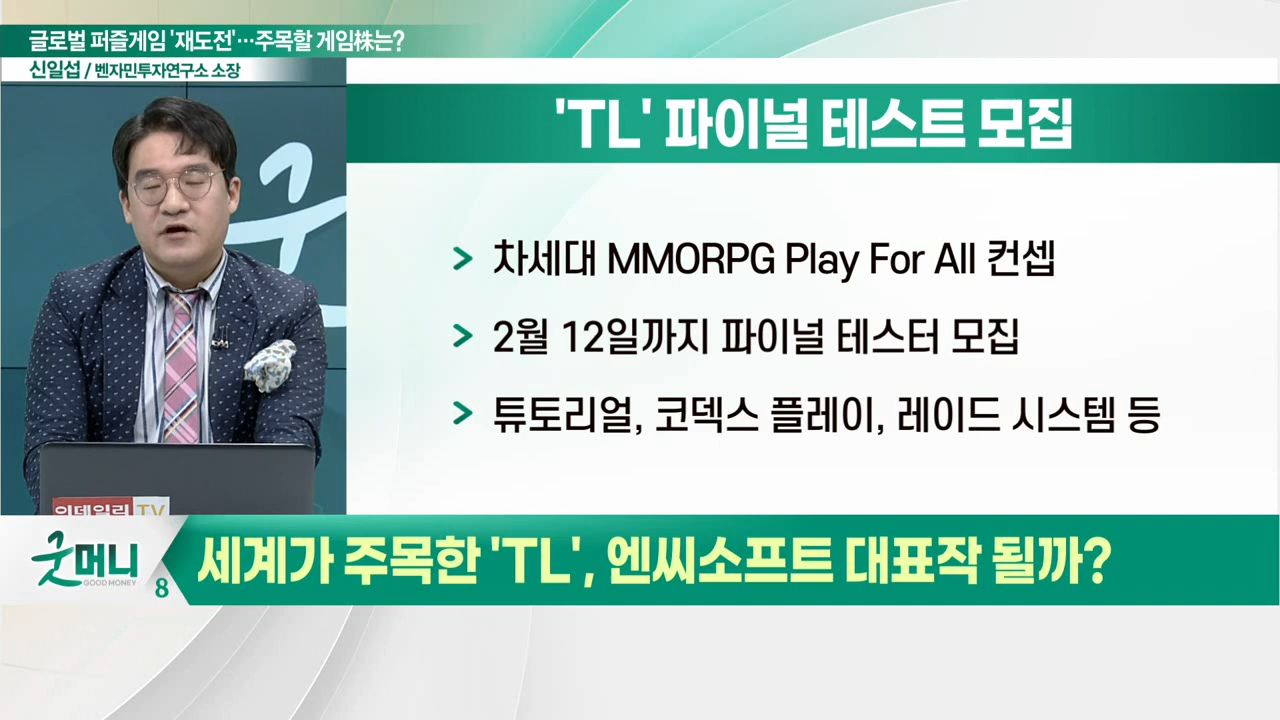 글로벌 퍼즐게임 '재도전'…주목할 게임株는?
신일섭 / 벤자민투자연구소 소장
'TL' 파이널 테스트 모집
> 차세대 MMORPG Play For All 컨셉
> 2월 12일까지 파이널 테스터 모집
> 튜토리얼, 코덱스 플레이, 레이드 시스템 등
이데일리 TV
굿머니
GOOD MONEY
8
세계가 주목한 'TL', 엔씨소프트 대표작 될까?